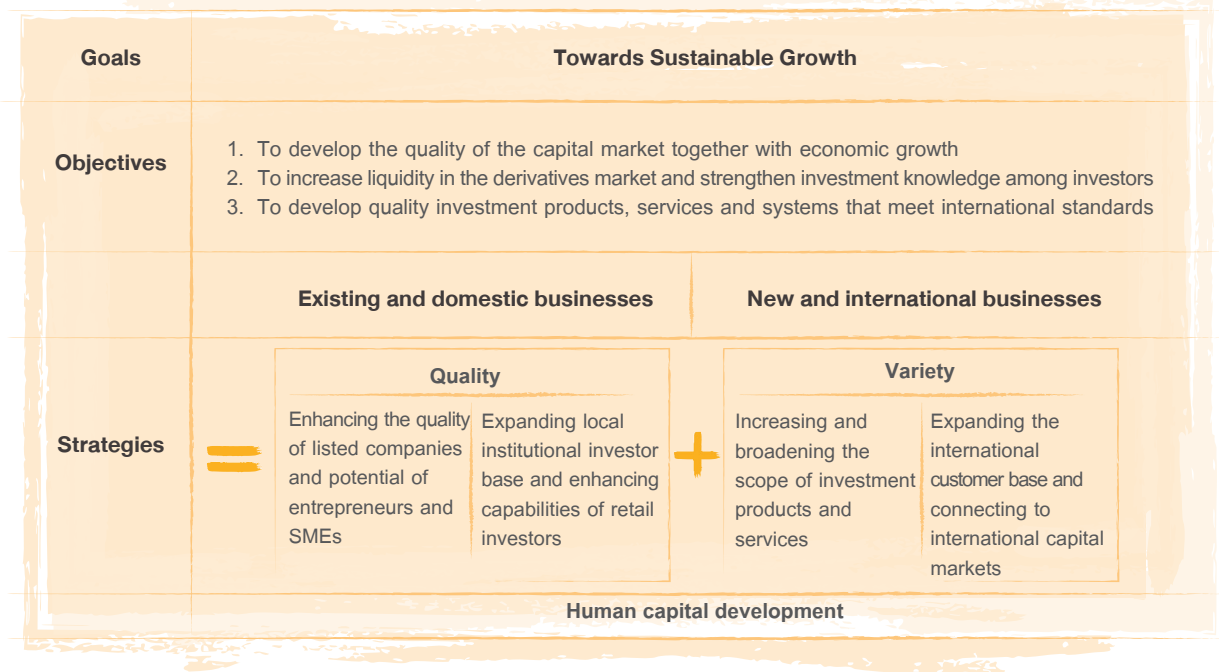 Goals
Towards Sustainable Growth
Objectives
1. To develop the quality of the capital market together with economic growth
2. To increase liquidity in the derivatives market and strengthen investment knowledge among investors
3. To develop quality investment products, services and systems that meet international standards
Existing and domestic businesses
New and international businesses
Strategies
=
Quality
Enhancing the quality
of listed companies
and potential of
entrepreneurs and
SMEs
Expanding local
institutional investor
base and enhancing
capabilities of retail
investors
+
Variety
Increasing and
broadening the
scope of investment
products and
services
Expanding the
international
customer base and
connecting to
international capital
markets
Human capital development